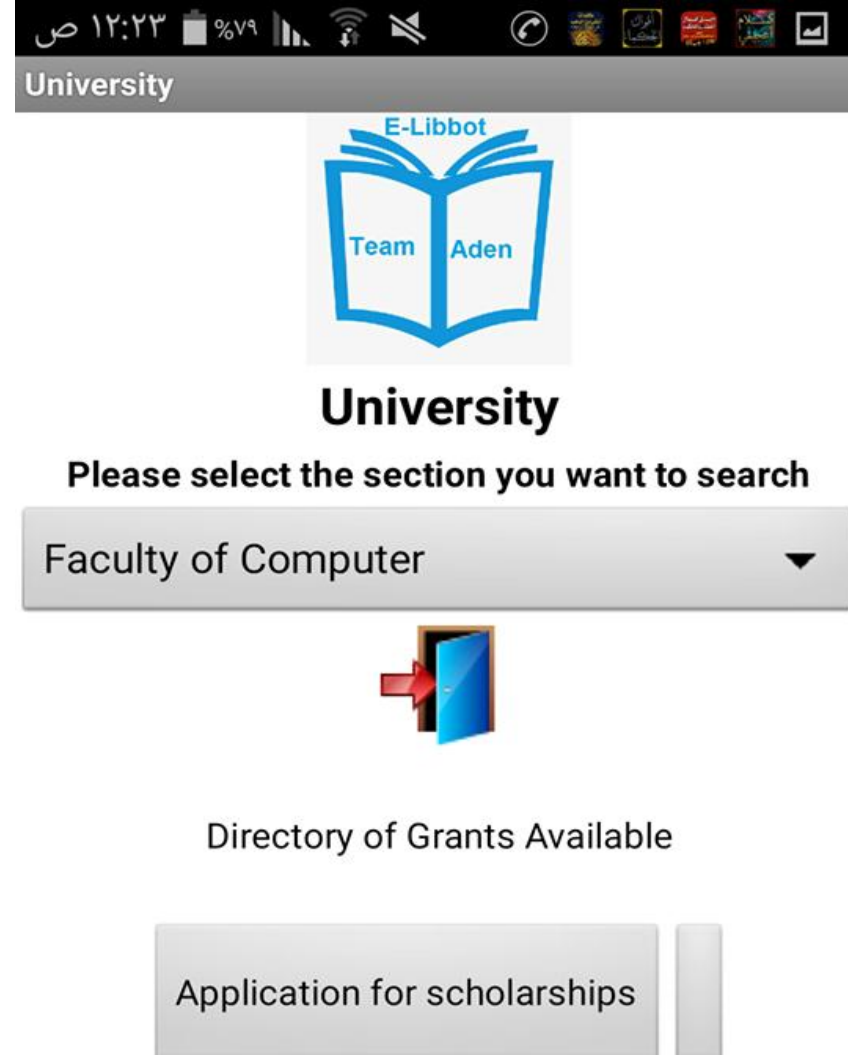 ص ١٢:٢٣ %٧٩
University
E-Libbot
Team Aden
University
Please select the section you want to search
Faculty of Computer
Directory of Grants Available
Application for scholarships